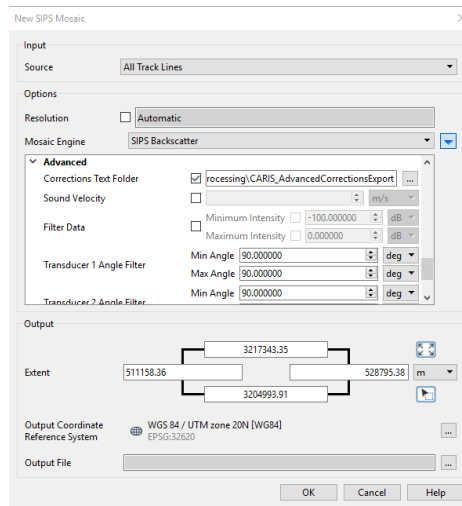 New SIPS Mosaic
Input
Source All Track Lines
Options
Resolution Automatic
Mosaic Engine SIPS Backscatter
Advanced
Corrections Text Folder rocessing\CARIS_AdvancedCorrectionsExport ...
Sound Velocity m/s
Filter Data Minimum Intensity -100.000000 dB
Maximum Intensity 0.000000 dB
Transducer 1 Angle Filter Min Angle 90.000000 deg
Max Angle 90.000000 deg
Transducer 2 Angle Filter Min Angle 90.000000 deg
Output
3217343.35
Extent 511158.36 528795.38 m
3204993.91
Output Coordinate Reference System WGS 84 / UTM zone 20N [WG84]
EPSG:32620 ...
Output File ...
OK Cancel Help